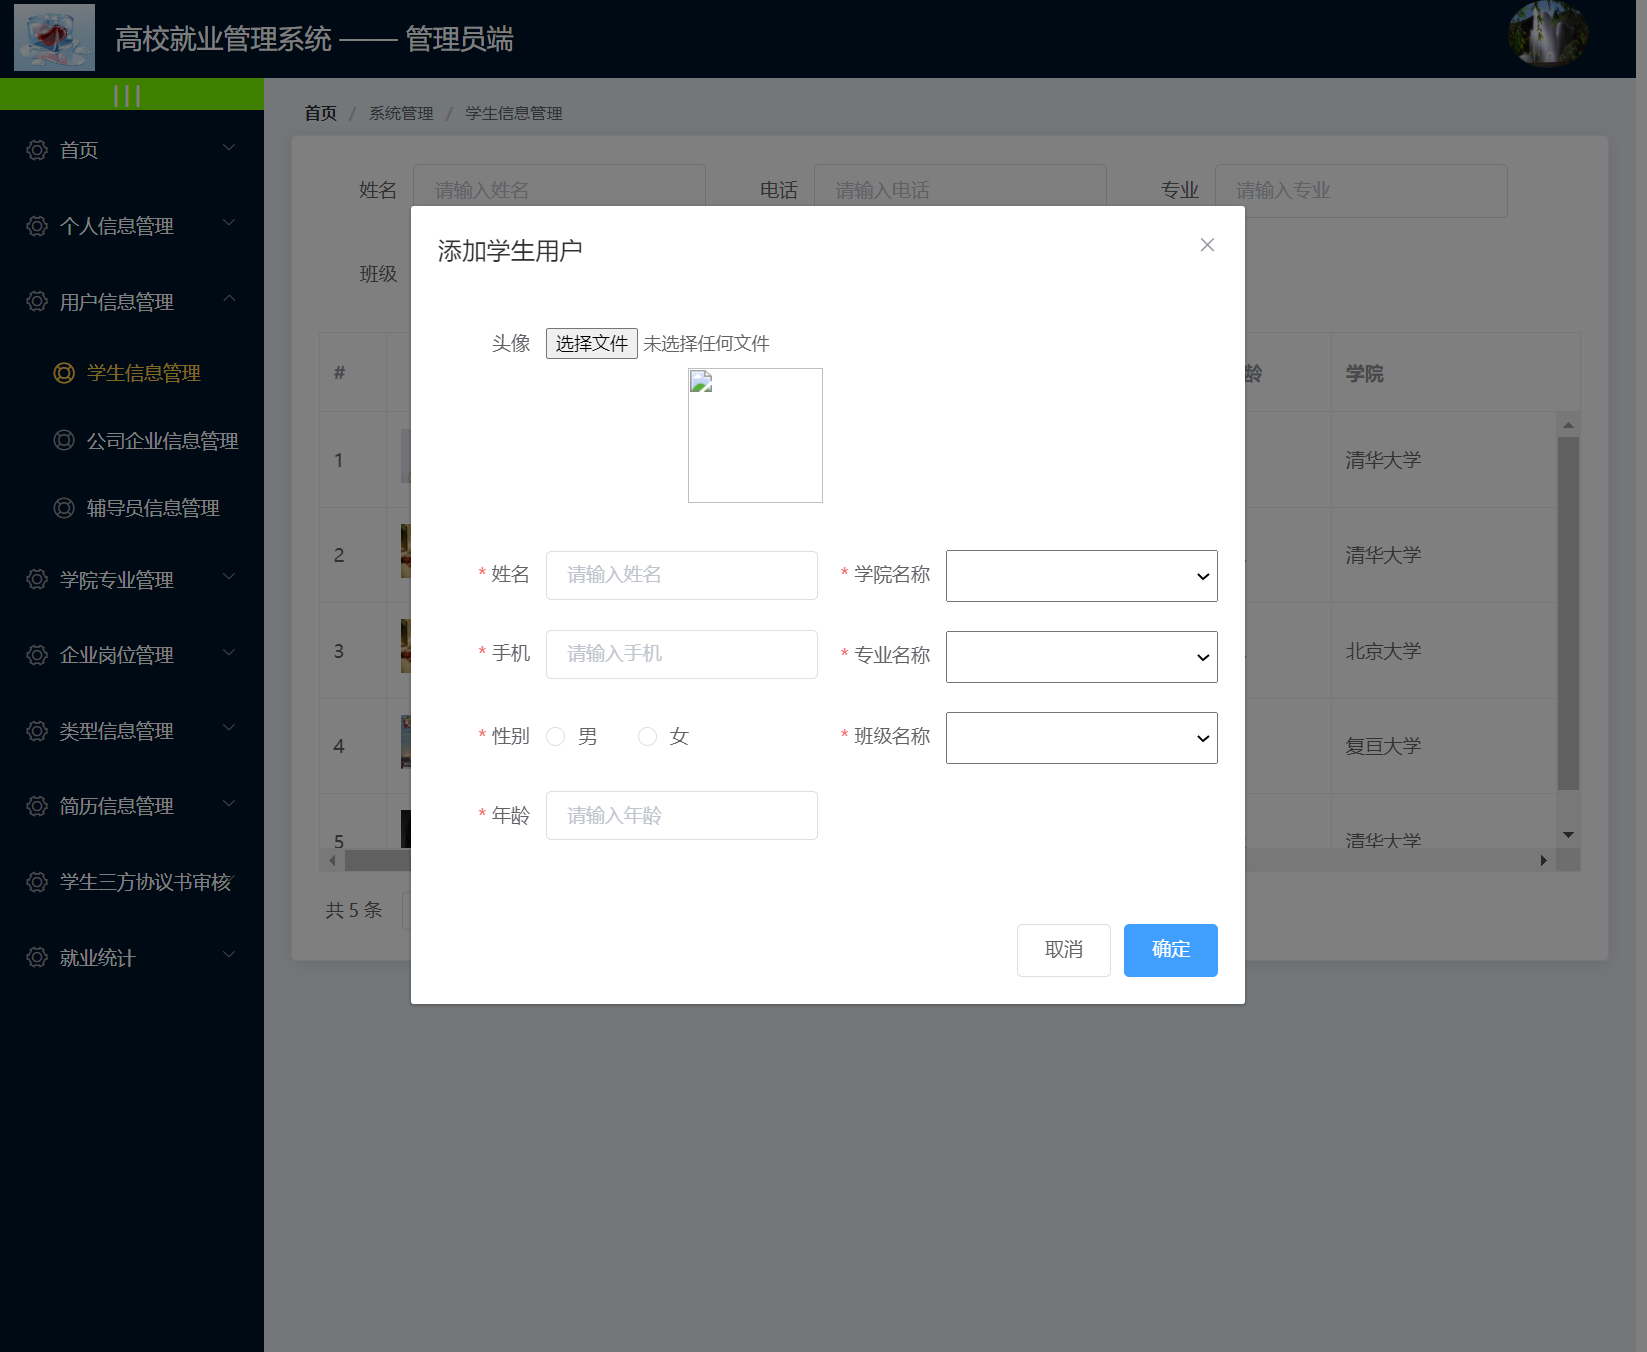 高校就业管理系统 —— 管理员端
|||
首页
个人信息管理
用户信息管理
学生信息管理
公司企业信息管理
辅导员信息管理
学院专业管理
企业岗位管理
类型信息管理
简历信息管理
学生三方协议书审核
就业统计
首页 / 系统管理 / 学生信息管理
姓名 请输入姓名 电话 请输入电话 专业 请输入专业
班级
# 龄 学院
1 清华大学
2 清华大学
3 北京大学
4 复亘大学
5 清华大学
共 5 条
添加学生用户
头像 选择文件 未选择任何文件
* 姓名 请输入姓名 * 学院名称
* 手机 请输入手机 * 专业名称
* 性别 男 女 * 班级名称
* 年龄 请输入年龄
取消 确定